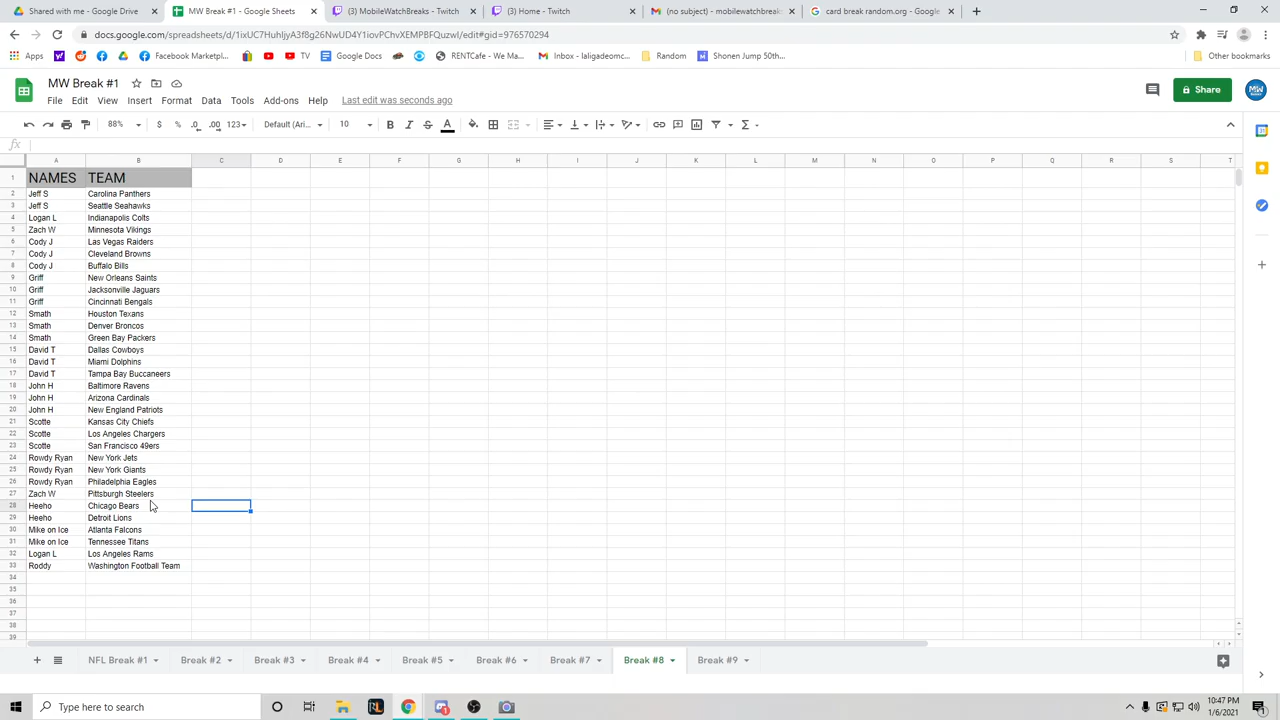 Shared with me - Google Drive
MW Break #1 - Google Sheets
(3) MobileWatchBreaks - Twitch
(3) Home - Twitch
(no subject) - mobilewatchbreaks
card break random.org - Google
docs.google.com/spreadsheets/d/1ixUC7HuhIjyA3f8g26NwUD4Y1iovPChvXEMPBFQuzwI/edit#gid=976570294
Apps
Facebook Marketpl...
TV
Google Docs
RENTCafe - We Ma...
Inbox - laligadeomc...
Random
Shonen Jump 50th...
Other bookmarks
MW Break #1
File Edit View Insert Format Data Tools Add-ons Help Last edit was seconds ago
Share
88% $ % .0 .00 123 Default (Ari... 10 B I S A
fx
A B C D E F G H I J K L M N O P Q R S T
1 NAMES TEAM
2 Jeff S Carolina Panthers
3 Jeff S Seattle Seahawks
4 Logan L Indianapolis Colts
5 Zach W Minnesota Vikings
6 Cody J Las Vegas Raiders
7 Cody J Cleveland Browns
8 Cody J Buffalo Bills
9 Griff New Orleans Saints
10 Griff Jacksonville Jaguars
11 Griff Cincinnati Bengals
12 Smath Houston Texans
13 Smath Denver Broncos
14 Smath Green Bay Packers
15 David T Dallas Cowboys
16 David T Miami Dolphins
17 David T Tampa Bay Buccaneers
18 John H Baltimore Ravens
19 John H Arizona Cardinals
20 John H New England Patriots
21 Scotte Kansas City Chiefs
22 Scotte Los Angeles Chargers
23 Scotte San Francisco 49ers
24 Rowdy Ryan New York Jets
25 Rowdy Ryan New York Giants
26 Rowdy Ryan Philadelphia Eagles
27 Zach W Pittsburgh Steelers
28 Heeho Chicago Bears
29 Heeho Detroit Lions
30 Mike on Ice Atlanta Falcons
31 Mike on Ice Tennessee Titans
32 Logan L Los Angeles Rams
33 Roddy Washington Football Team
34
35
36
37
38
39
NFL Break #1 Break #2 Break #3 Break #4 Break #5 Break #6 Break #7 Break #8 Break #9
Type here to search
10:47 PM
1/6/2021